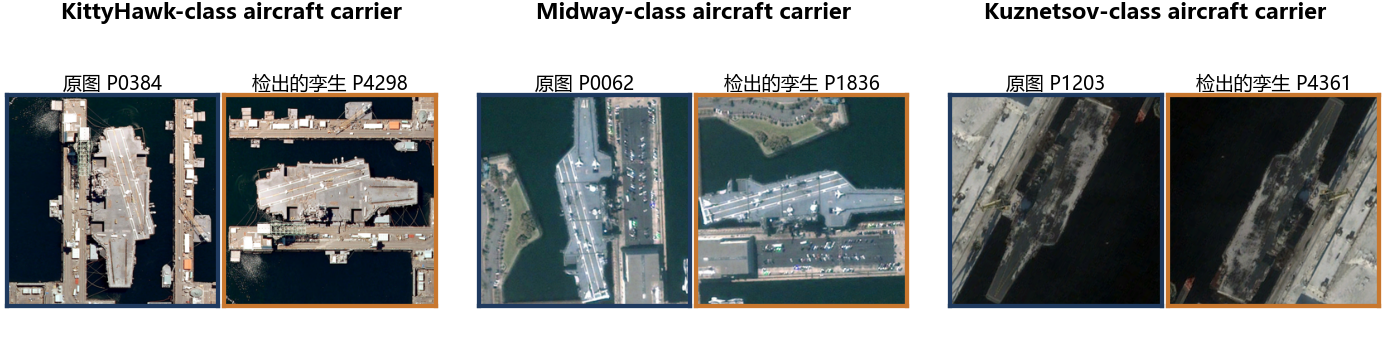 KittyHawk-class aircraft carrier
Midway-class aircraft carrier
Kuznetsov-class aircraft carrier
原图 P0384
检出的孪生 P4298
原图 P0062
检出的孪生 P1836
原图 P1203
检出的孪生 P4361